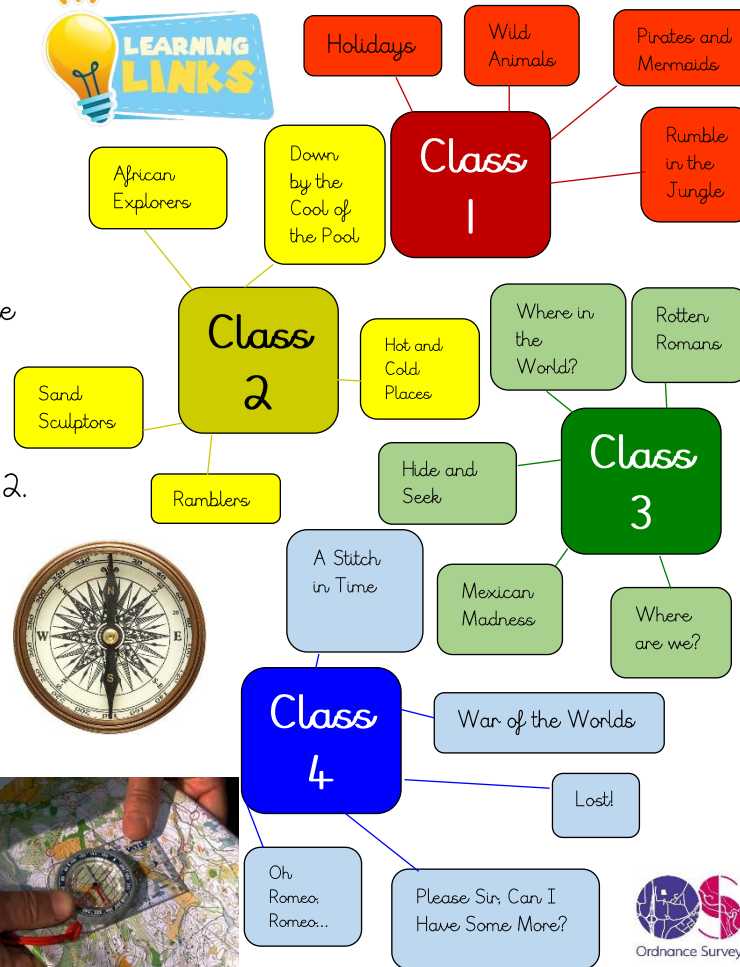 LEARNING
LINKS
Holidays
Wild
Animals
Pirates and
Mermaids
Class
1
Rumble
in the
Jungle
African
Explorers
Down
by the
Cool of
the Pool
e
Class
2
Hot and
Cold
Places
Sand
Sculptors
Ramblers
2.
Where in
the
World?
Rotten
Romans
Class
3
Hide and
Seek
Mexican
Madness
Where
are we?
N
W
E
S
A Stitch
in Time
Class
4
War of the Worlds
Lost!
Oh
Romeo,
Romeo...
Please Sir, Can I
Have Some More?
OS
Ordnance Survey